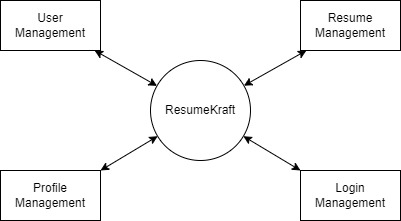 User
Management
Resume
Management
ResumeKraft
Profile
Management
Login
Management